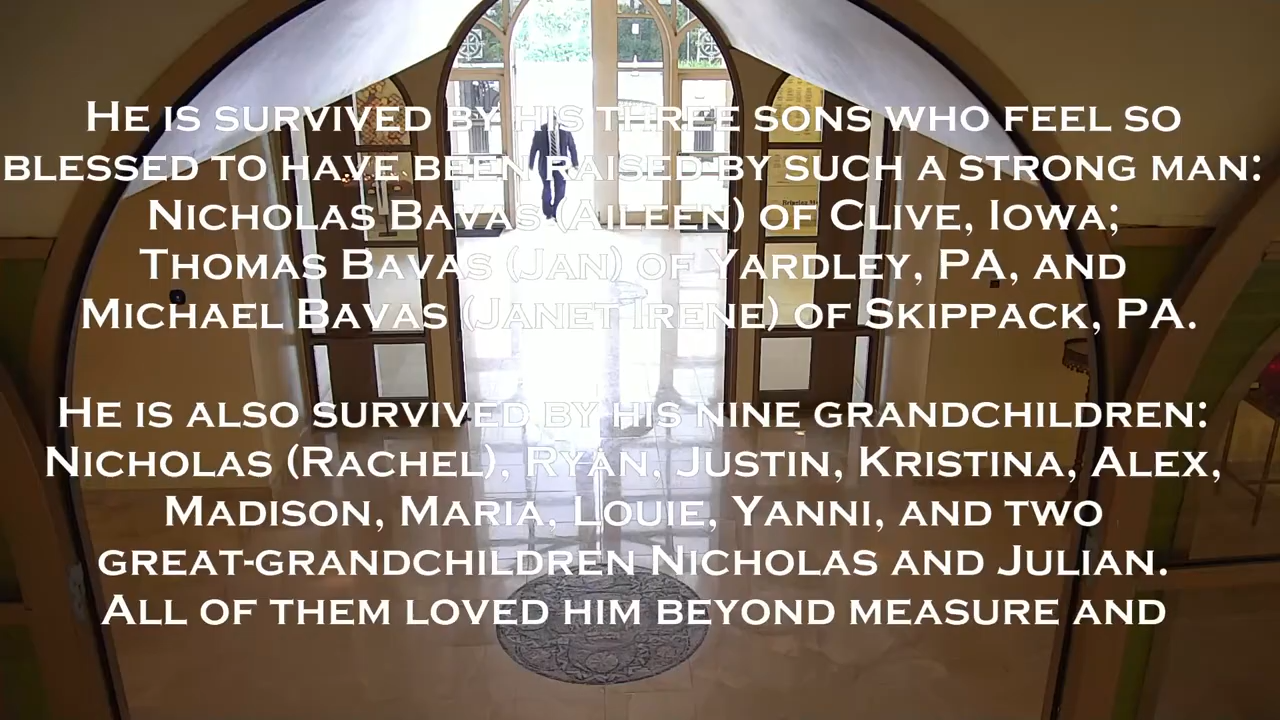 He is survived by his three sons who feel so
blessed to have been raised by such a strong man:
Nicholas Bavas (Aileen) of Clive, Iowa;
Thomas Bavas (Jan) of Yardley, PA, and
Michael Bavas (Janet Irene) of Skippack, PA.
He is also survived by his nine grandchildren:
Nicholas (Rachel), Ryan, Justin, Kristina, Alex,
Madison, Maria, Louie, Yanni, and two
great-grandchildren Nicholas and Julian.
All of them loved him beyond measure and